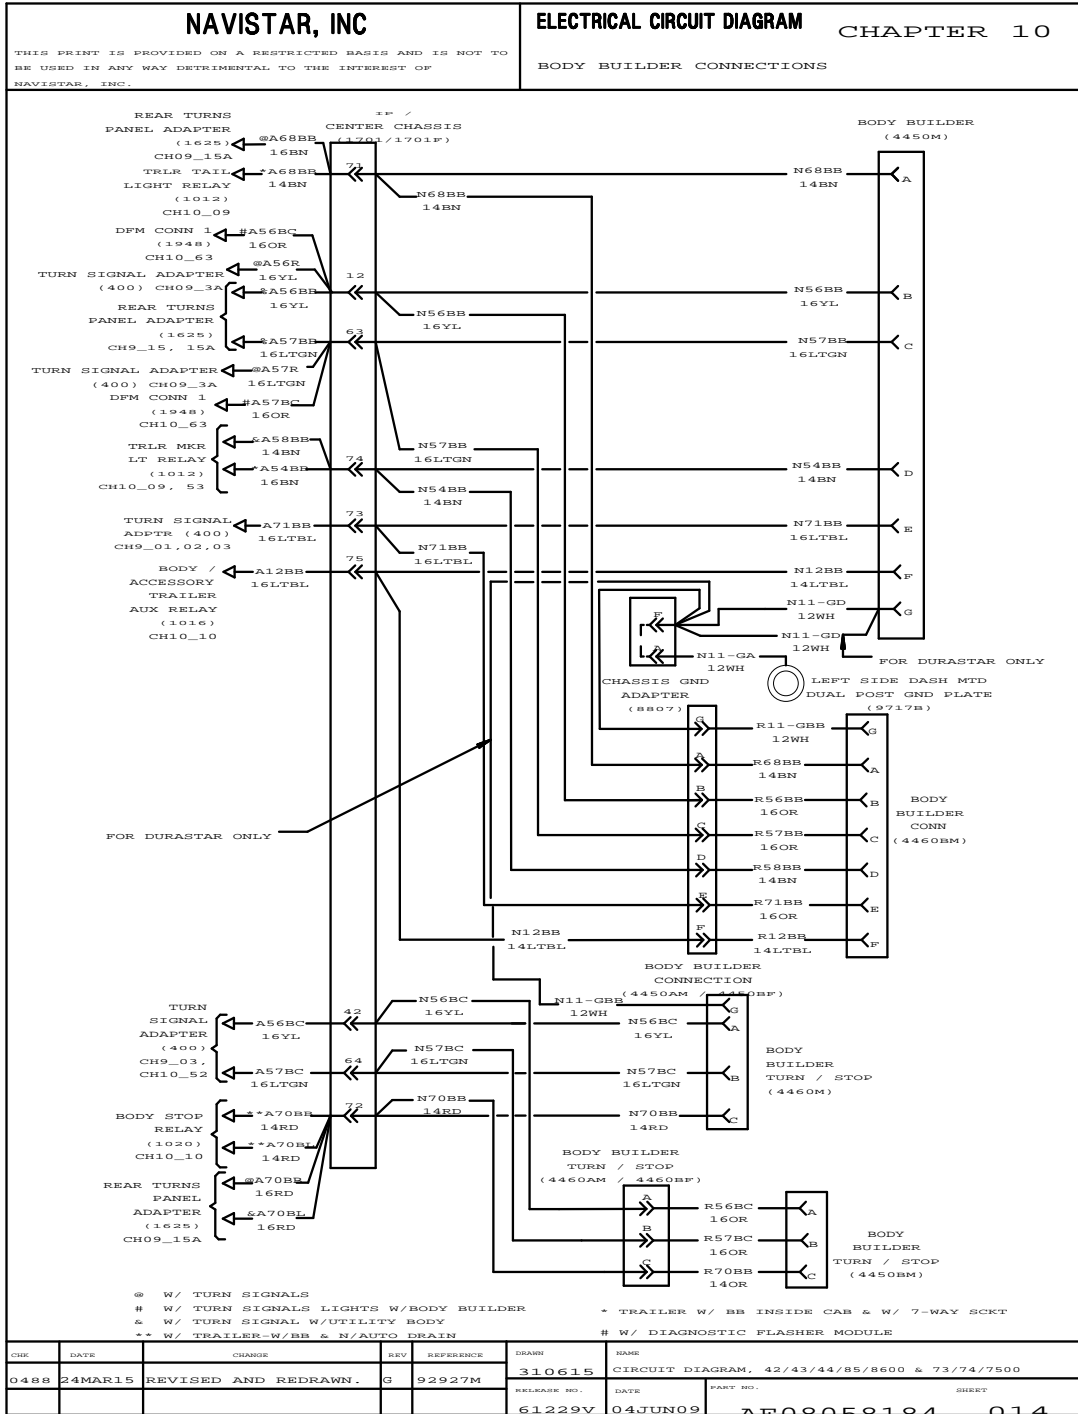 NAVISTAR, INC
THIS PRINT IS PROVIDED ON A RESTRICTED BASIS AND IS NOT TO
BE USED IN ANY WAY DETRIMENTAL TO THE INTEREST OF
NAVISTAR, INC.
ELECTRICAL CIRCUIT DIAGRAM
CHAPTER 10
BODY BUILDER CONNECTIONS
REAR TURNS
PANEL ADAPTER
(1625)
CH09_15A
@A68BB
16BN
TRLR TAIL
LIGHT RELAY
(1012)
CH10_09
*A68BB
14BN
DFM CONN 1
(1948)
CH10_63
#A56BC
16OR
TURN SIGNAL ADAPTER
(400) CH09_3A
@A56R
16YL
REAR TURNS
PANEL ADAPTER
(1625)
CH9_15, 15A
&A56BB
16YL
&A57BB
16LTGN
TURN SIGNAL ADAPTER
(400) CH09_3A
@A57R
16LTGN
DFM CONN 1
(1948)
CH10_63
#A57BC
16OR
TRLR MKR
LT RELAY
(1012)
CH10_09, 53
&A58BB
14BN
*A54BB
16BN
TURN SIGNAL
ADPTR (400)
CH9_01,02,03
A71BB
16LTBL
BODY /
ACCESSORY
TRAILER
AUX RELAY
(1016)
CH10_10
A12BB
16LTBL
IP /
CENTER CHASSIS
(1701/1701F)
71
12
63
74
73
75
N68BB
14BN
N56BB
16YL
N57BB
16LTGN
N54BB
14BN
N71BB
16LTBL
BODY BUILDER
(4450M)
N68BB
14BN
A
N56BB
16YL
B
N57BB
16LTGN
C
N54BB
14BN
D
N71BB
16LTBL
E
N12BB
14LTBL
F
N11-GD
12WH
G
N11-GD
12WH
FOR DURASTAR ONLY
F
A
N11-GA
12WH
CHASSIS GND
ADAPTER
(8807)
LEFT SIDE DASH MTD
DUAL POST GND PLATE
(9717B)
G
R11-GBB
12WH
G
A
R68BB
14BN
A
B
R56BB
16OR
B
C
R57BB
16OR
C
D
R58BB
14BN
D
E
R71BB
16OR
E
F
R12BB
14LTBL
F
BODY
BUILDER
CONN
(4460BM)
FOR DURASTAR ONLY
N12BB
14LTBL
BODY BUILDER
CONNECTION
(4450AM / 4450BF)
N11-GBB
12WH
G
TURN
SIGNAL
ADAPTER
(400)
CH9_03,
CH10_52
A56BC
16YL
A57BC
16LTGN
42
64
72
N56BC
16YL
N57BC
16LTGN
N70BB
14RD
N56BC
16YL
A
N57BC
16LTGN
B
N70BB
14RD
C
BODY
BUILDER
TURN / STOP
(4460M)
BODY STOP
RELAY
(1020)
CH10_10
**A70BB
14RD
**A70BL
14RD
REAR TURNS
PANEL
ADAPTER
(1625)
CH09_15A
@A70BB
16RD
&A70BL
16RD
BODY BUILDER
TURN / STOP
(4460AM / 4460BF)
A
R56BC
16OR
A
B
R57BC
16OR
B
C
R70BB
14OR
C
BODY
BUILDER
TURN / STOP
(4450BM)
@ W/ TURN SIGNALS
# W/ TURN SIGNALS LIGHTS W/BODY BUILDER
& W/ TURN SIGNAL W/UTILITY BODY
** W/ TRAILER-W/BB & N/AUTO DRAIN
* TRAILER W/ BB INSIDE CAB & W/ 7-WAY SCKT
# W/ DIAGNOSTIC FLASHER MODULE
CHK DATE CHANGE REV REFERENCE
0488 24MAR15 REVISED AND REDRAWN. G 92927M
DRAWN
310615
NAME
CIRCUIT DIAGRAM, 42/43/44/85/8600 & 73/74/7500
RELEASE NO.
61229V
DATE
04JUN09
PART NO.
SHEET
AF08058184 014